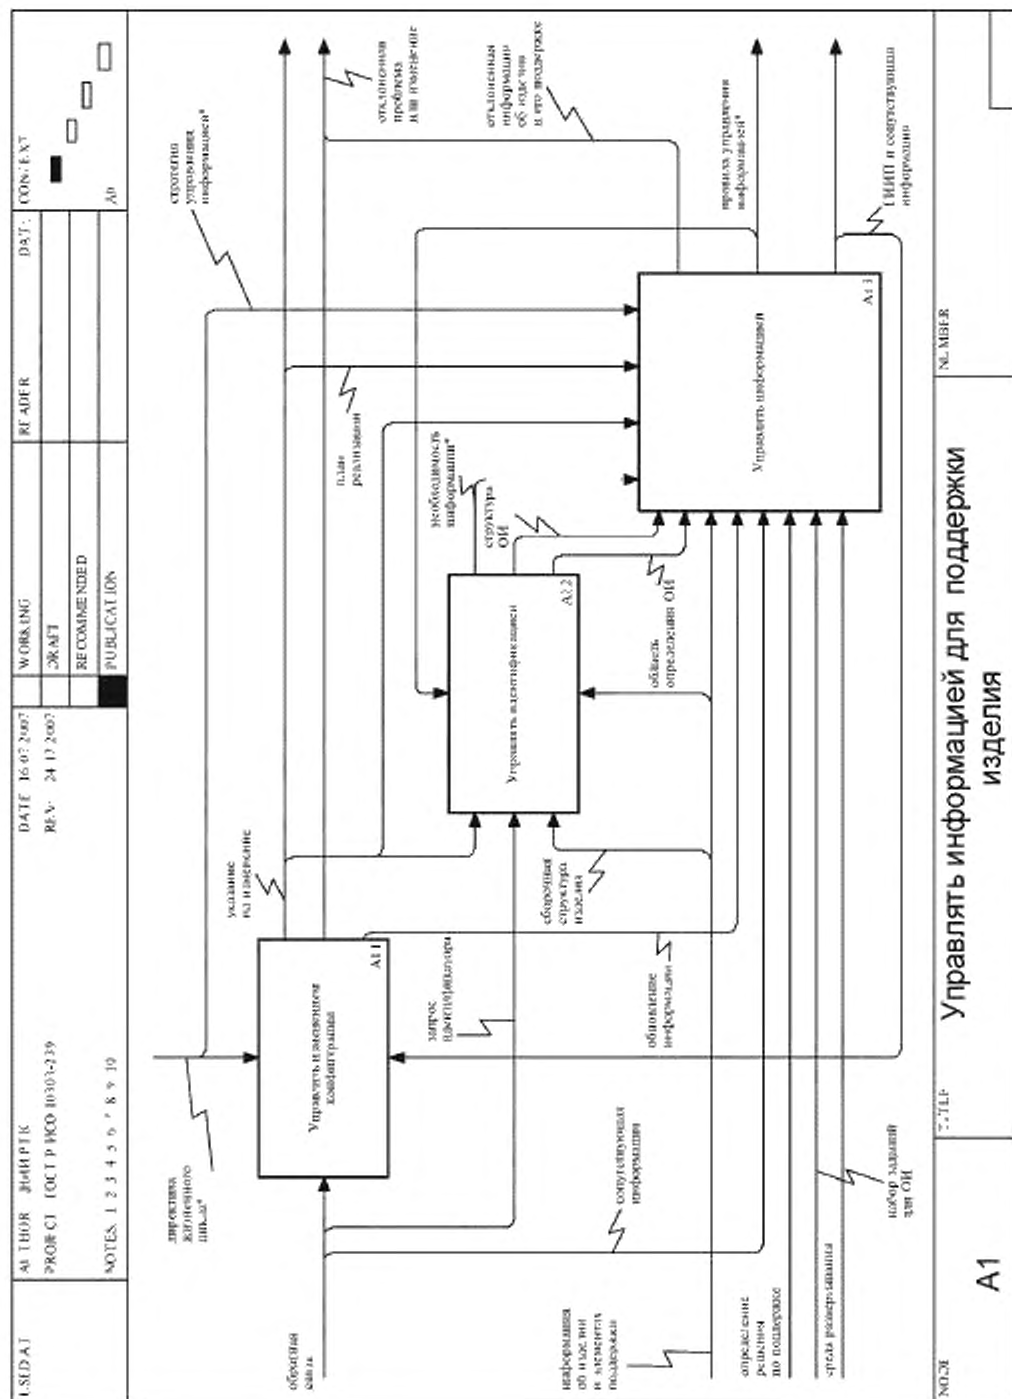 USED AT
AUTHOR
PROJECT ГОСТ Р ИСО 10303-239
NOTES 1 2 3 4 5 6 7 8 9 10
DATE 16 07 2007
REV 24 12 2007
WORKING
DRAFT
RECOMMENDED
PUBLICATION
READER
DATE
CONTEXT
A0
директива
жизненного
цикла*
стратегия
управления
информацией*
указание
на изменение
отклоненная
проблема
или изменение
план
реализации
отклоненная
информация
об изделии
и его поддержке
обратная
связь
Управлять изменением
конфигурации
A11
запрос
идентификатора
необходимость
информации*
структура
ОИ
Управлять идентификацией
A12
сборочная
структура
изделия
область
определения ОИ
обновление
информации
сопутствующая
информация
правила управления
информацией*
Управлять информацией
A13
ГИИП и сопутствующая
информация
информация
об изделии
и элементах
поддержки
определение
решения
по поддержке
среда развертывания
набор заданий
для ОИ
NODE
A1
TITLE
Управлять информацией для поддержки
изделия
NUMBER